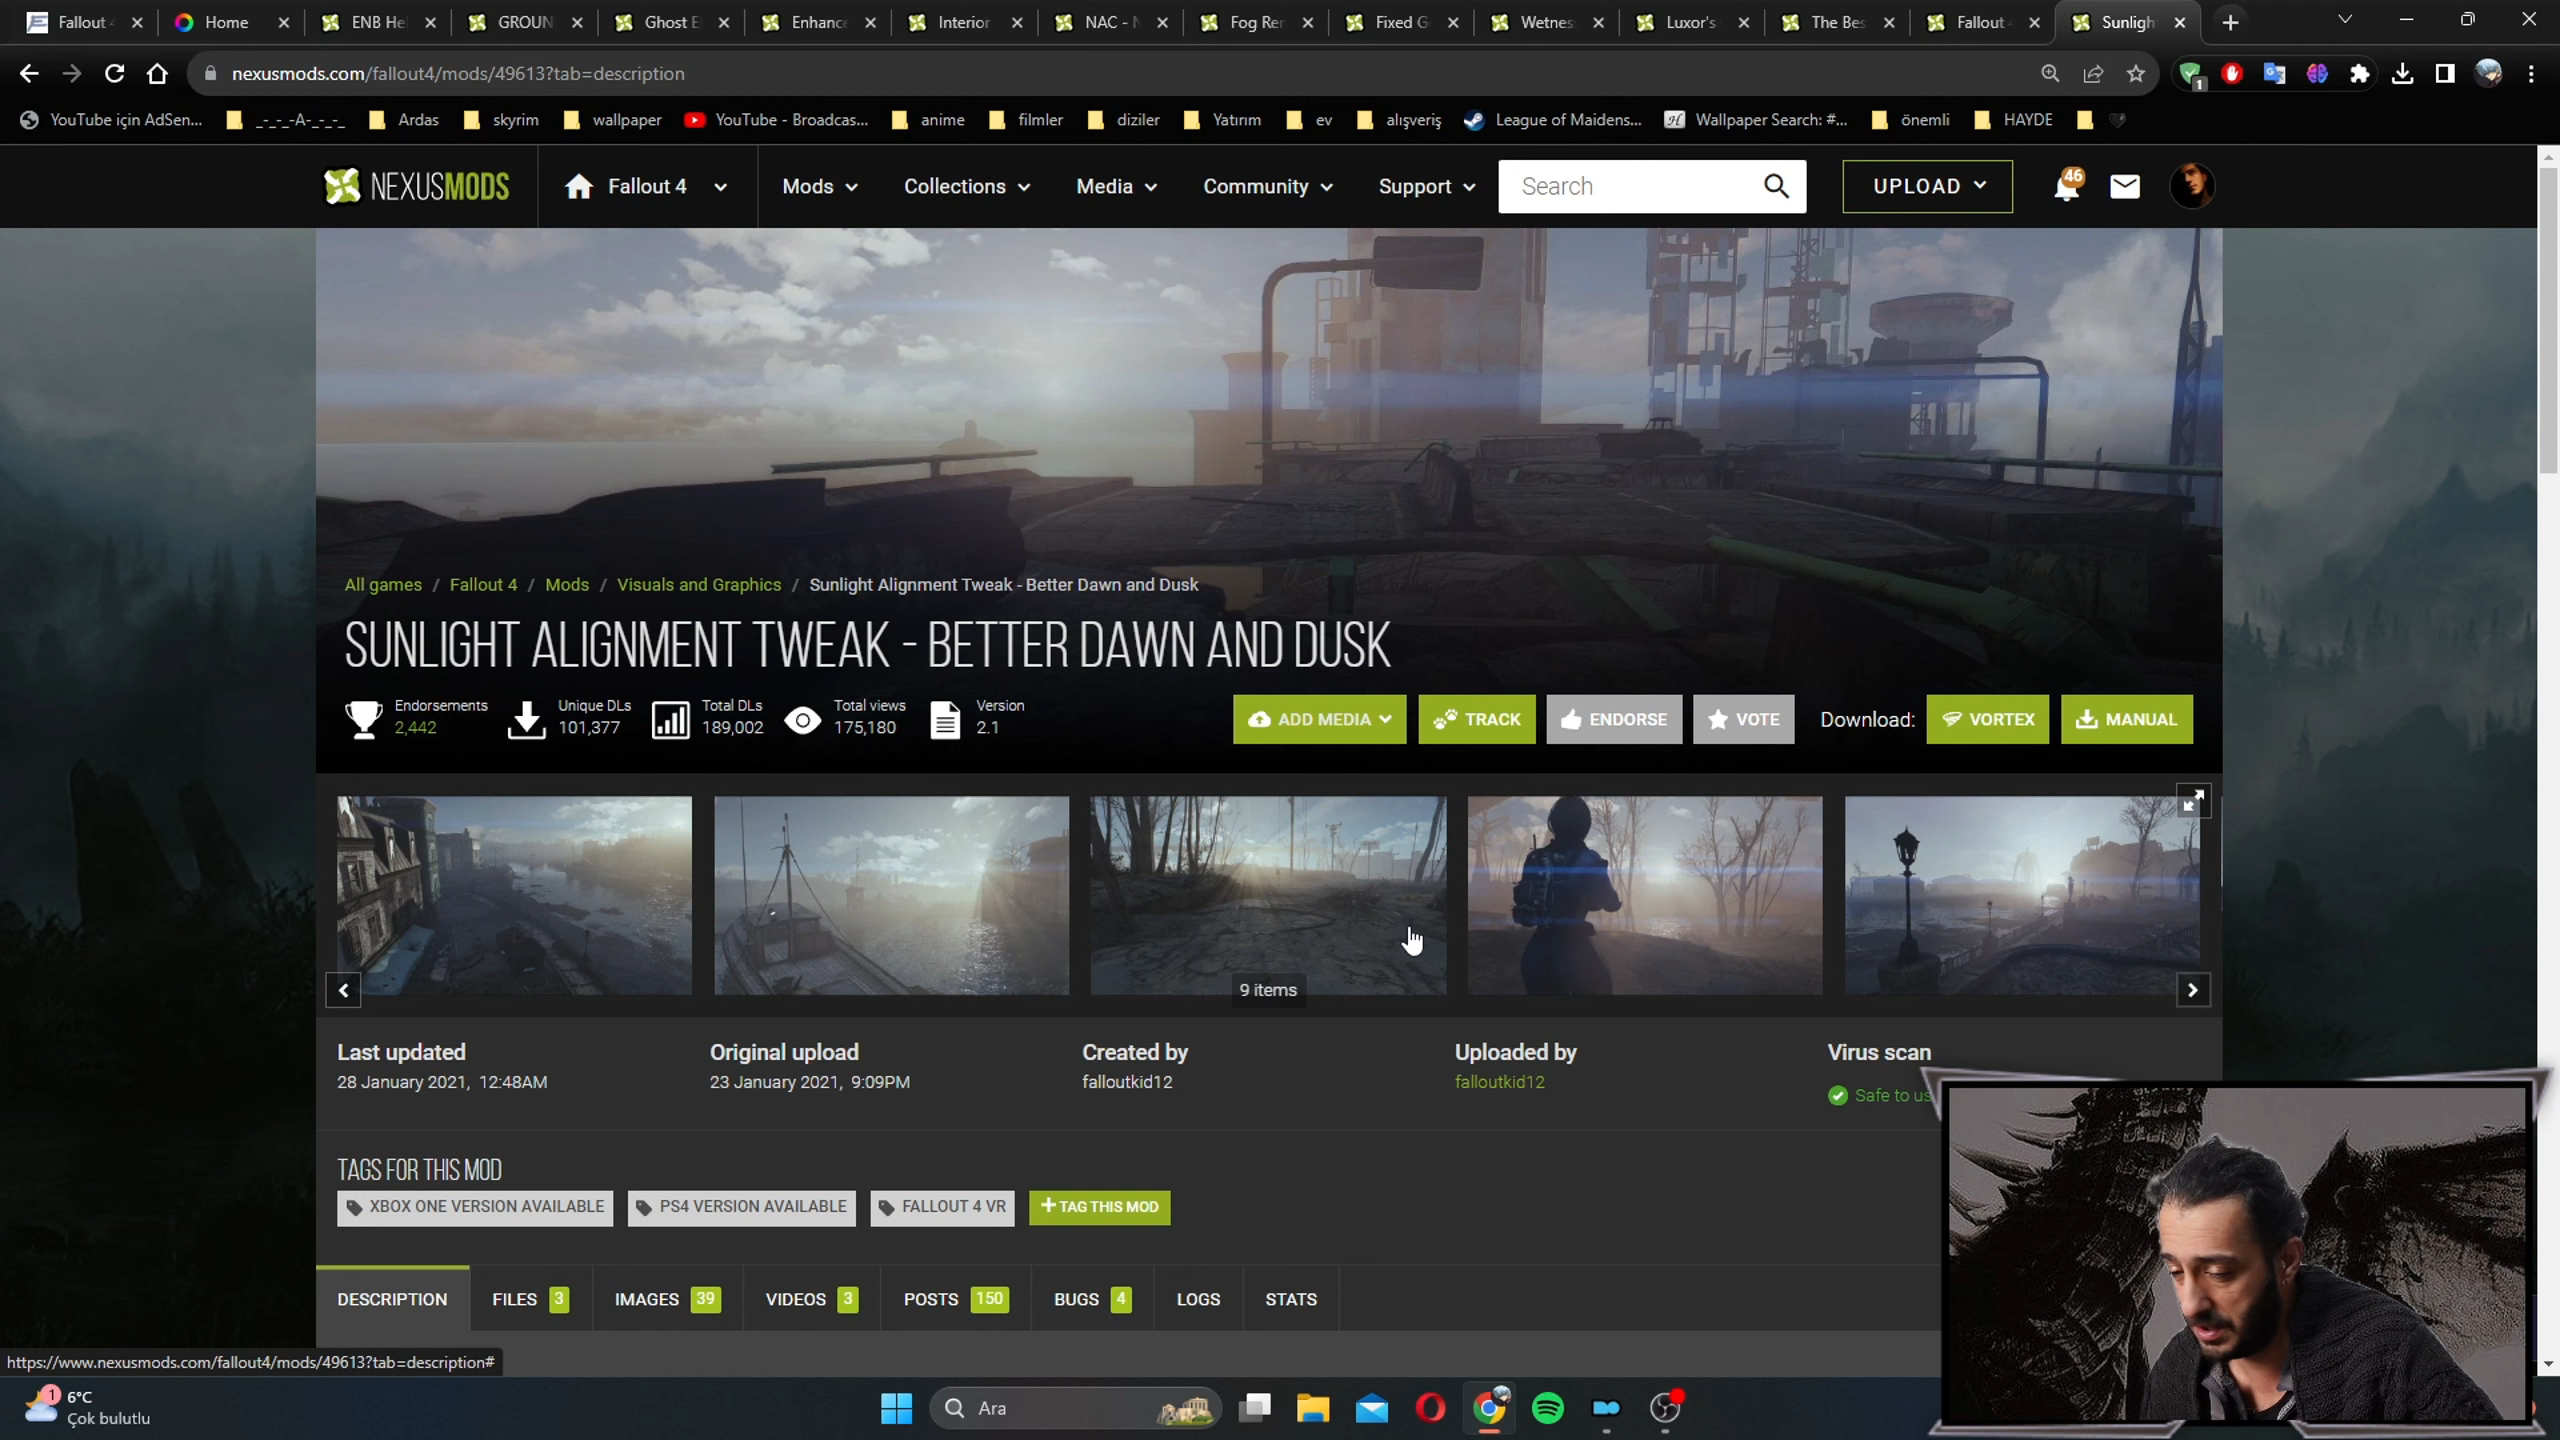 Fallout 4
Home
ENB He
GROUN
Ghost E
Enhance
Interior
NAC - N
Fog Re
Fixed G
Wetnes
Luxor's
The Bes
Fallout
Sunligh
nexusmods.com/fallout4/mods/49613?tab=description
1
YouTube için AdSen...
_-_-_-A-_-_-_
Ardas
skyrim
wallpaper
YouTube - Broadcas...
anime
filmler
diziler
Yatırım
ev
alışveriş
League of Maidens...
Wallpaper Search: #...
önemli
HAYDE
NEXUSMODS
Fallout 4
Mods
Collections
Media
Community
Support
Search
UPLOAD
46
All games / Fallout 4 / Mods / Visuals and Graphics / Sunlight Alignment Tweak - Better Dawn and Dusk
SUNLIGHT ALIGNMENT TWEAK - BETTER DAWN AND DUSK
Endorsements
2,442
Unique DLs
101,377
Total DLs
189,002
Total views
175,180
Version
2.1
ADD MEDIA
TRACK
ENDORSE
VOTE
Download:
VORTEX
MANUAL
9 items
Last updated
28 January 2021, 12:48AM
Original upload
23 January 2021, 9:09PM
Created by
falloutkid12
Uploaded by
falloutkid12
Virus scan
Safe to us
TAGS FOR THIS MOD
XBOX ONE VERSION AVAILABLE
PS4 VERSION AVAILABLE
FALLOUT 4 VR
+ TAG THIS MOD
DESCRIPTION
FILES 3
IMAGES 39
VIDEOS 3
POSTS 150
BUGS 4
LOGS
STATS
https://www.nexusmods.com/fallout4/mods/49613?tab=description#
1
6°C
Çok bulutlu
Ara